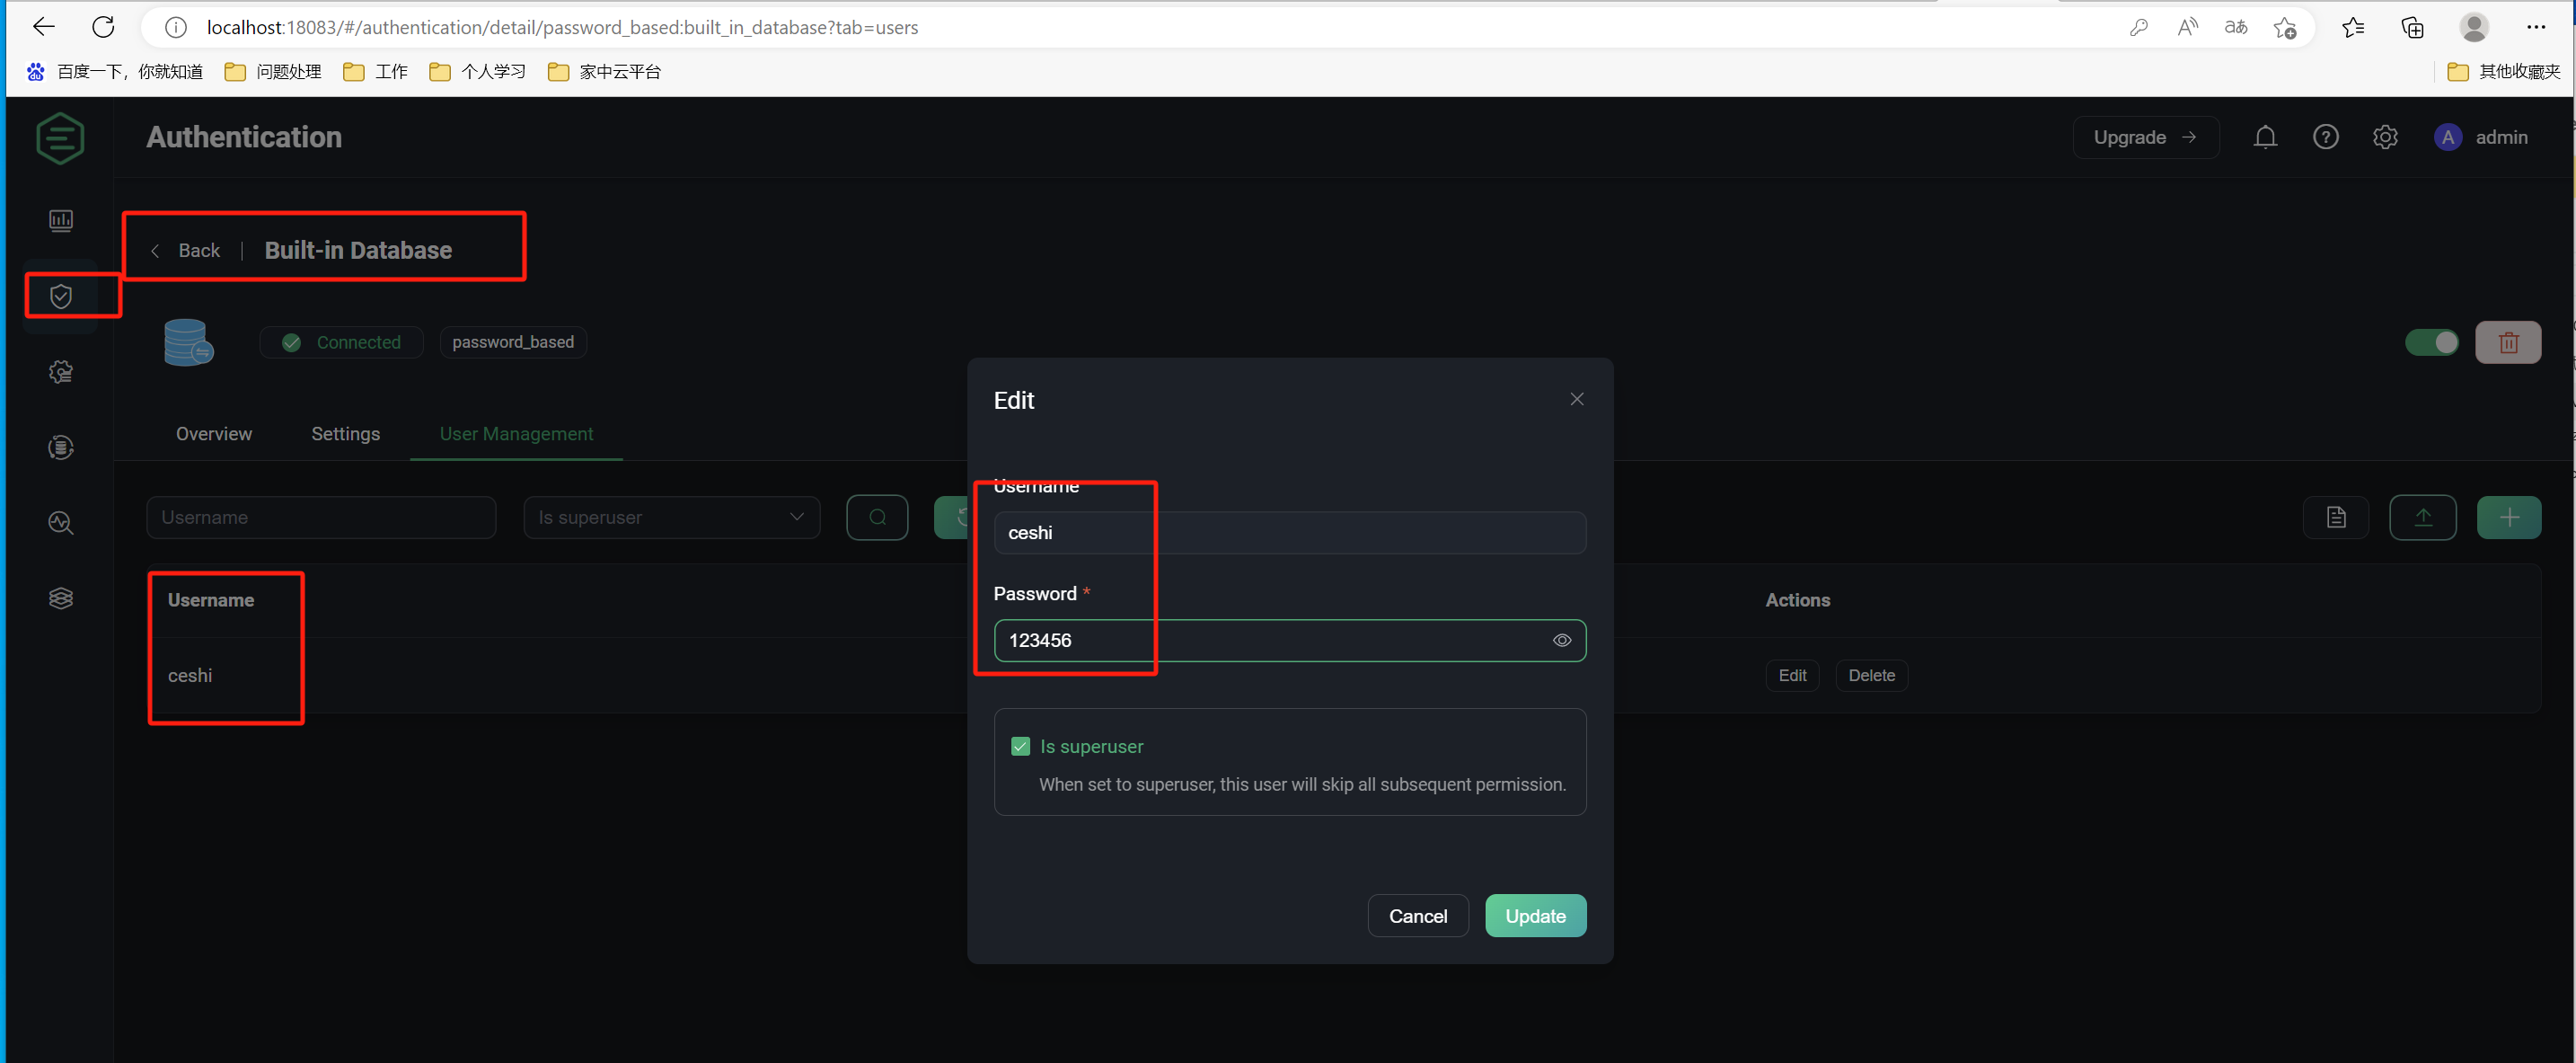 localhost:18083/#/authentication/detail/password_based:built_in_database?tab=users
百度一下，你就知道 问题处理 工作 个人学习 家中云平台 其他收藏夹
Authentication
Upgrade → A admin
Back | Built-in Database
Connected password_based
Overview Settings User Management
Username Is superuser
Username Actions
ceshi Edit Delete
Edit
Username
ceshi
Password *
123456
Is superuser
When set to superuser, this user will skip all subsequent permission.
Cancel Update